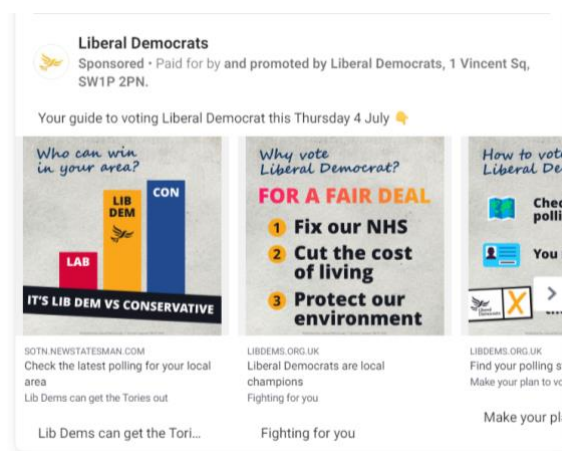 Liberal Democrats
Sponsored · Paid for by and promoted by Liberal Democrats, 1 Vincent Sq,
SW1P 2PN.
Your guide to voting Liberal Democrat this Thursday 4 July 👇
Who can win
in your area?
LAB
LIB
DEM
CON
IT'S LIB DEM VS CONSERVATIVE
SOTN.NEWSTATESMAN.COM
Check the latest polling for your local
area
Lib Dems can get the Tories out
Lib Dems can get the Tori...
Why vote
Liberal Democrat?
FOR A FAIR DEAL
1 Fix our NHS
2 Cut the cost
of living
3 Protect our
environment
LIBDEMS.ORG.UK
Liberal Democrats are local
champions
Fighting for you
Fighting for you
How to vot
Liberal De
Chec
polli
You
LIBDEMS.ORG.UK
Find your polling s
Make your plan to vo
Make your pla